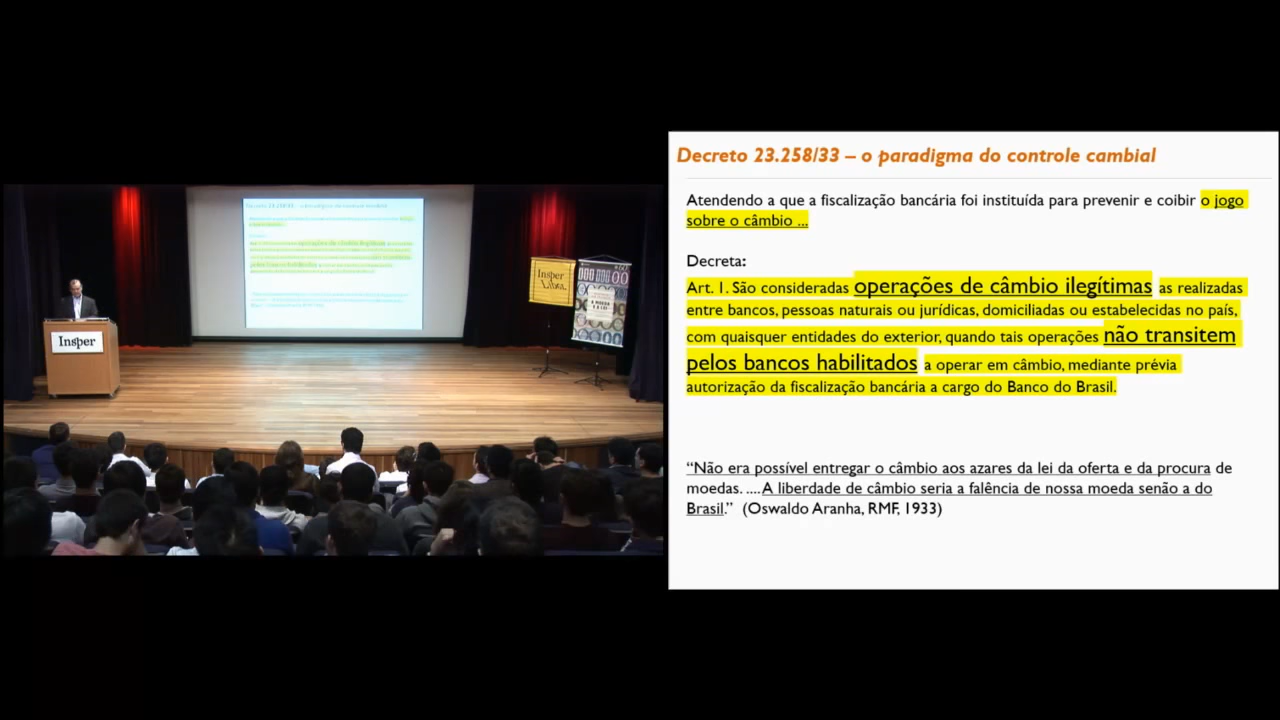 Decreto 23.258/33 – o paradigma do controle cambial
Atendendo a que a fiscalização bancária foi instituída para prevenir e coibir o jogo
sobre o câmbio ...
Decreta:
Art. 1. São consideradas operações de câmbio ilegítimas as realizadas
entre bancos, pessoas naturais ou jurídicas, domiciliadas ou estabelecidas no país,
com quaisquer entidades do exterior, quando tais operações não transitem
pelos bancos habilitados a operar em câmbio, mediante prévia
autorização da fiscalização bancária a cargo do Banco do Brasil.
“Não era possível entregar o câmbio aos azares da lei da oferta e da procura de
moedas. ....A liberdade de câmbio seria a falência de nossa moeda senão a do
Brasil.” (Oswaldo Aranha, RMF, 1933)
Insper
Insper